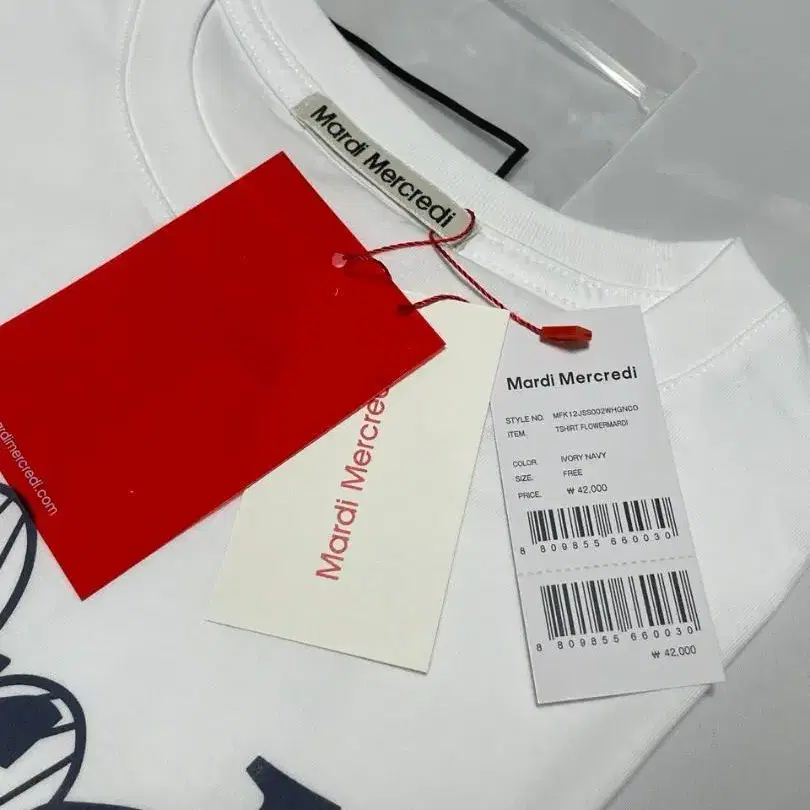 Mardi Mercredi
rdimercredi.com
Mardi Mercred
Mardi Mercredi
STYLE NO. MFK12JSS002WHGNCO
ITEM. TSHIRT FLOWERMARDI
COLOR. IVORY NAVY
SIZE. FREE
PRICE. ₩ 42,000
8 809855 660030
8 809855 660030
₩ 42,000